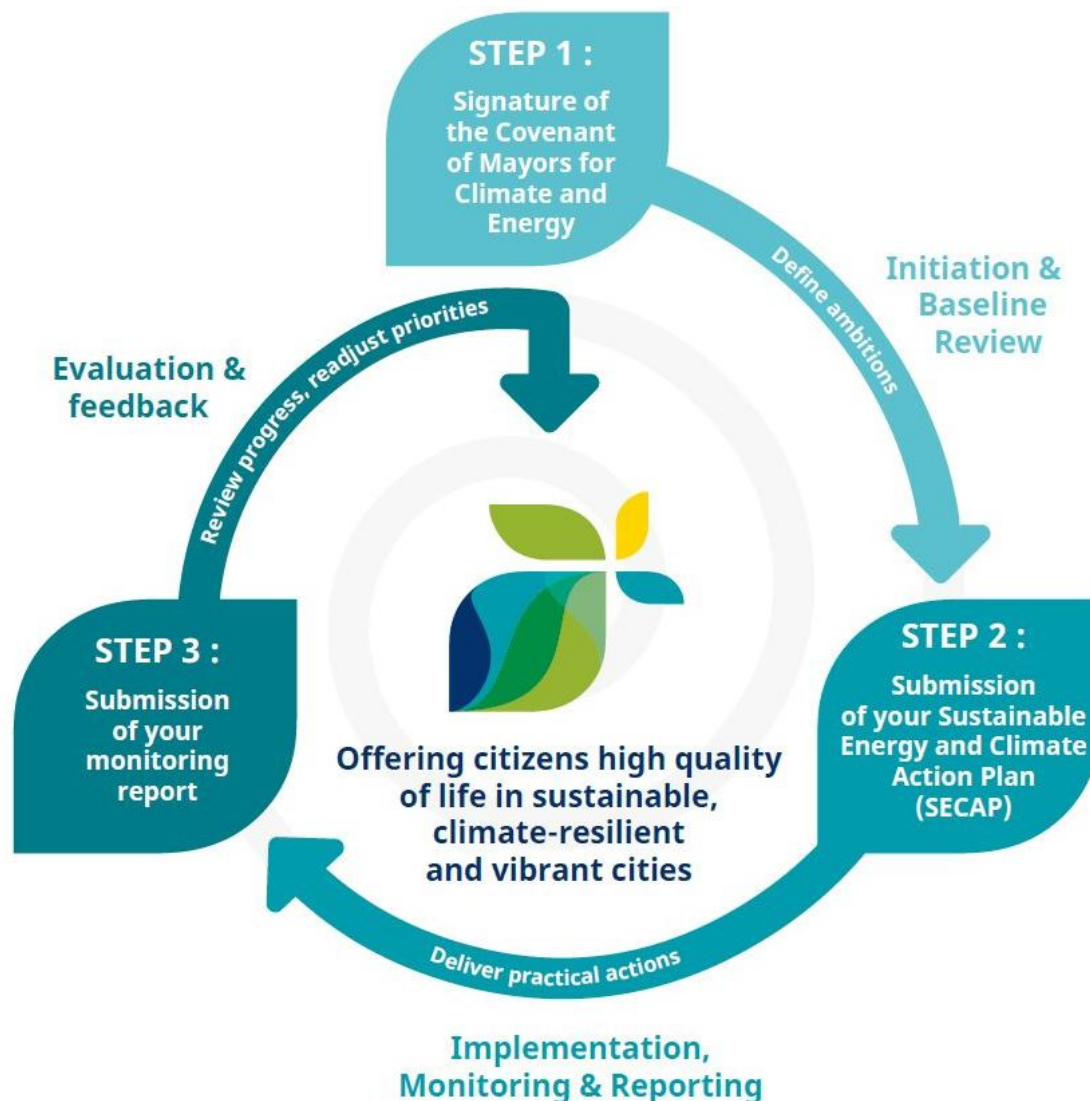 STEP 1 :
Signature of
the Covenant
of Mayors for
Climate and
Energy
Define ambitions
Initiation &
Baseline
Review
STEP 2 :
Submission
of your Sustainable
Energy and Climate
Action Plan
(SECAP)
Deliver practical actions
Implementation,
Monitoring & Reporting
STEP 3 :
Submission
of your
monitoring
report
Review progress, readjust priorities
Evaluation &
feedback
Offering citizens high quality
of life in sustainable,
climate-resilient
and vibrant cities